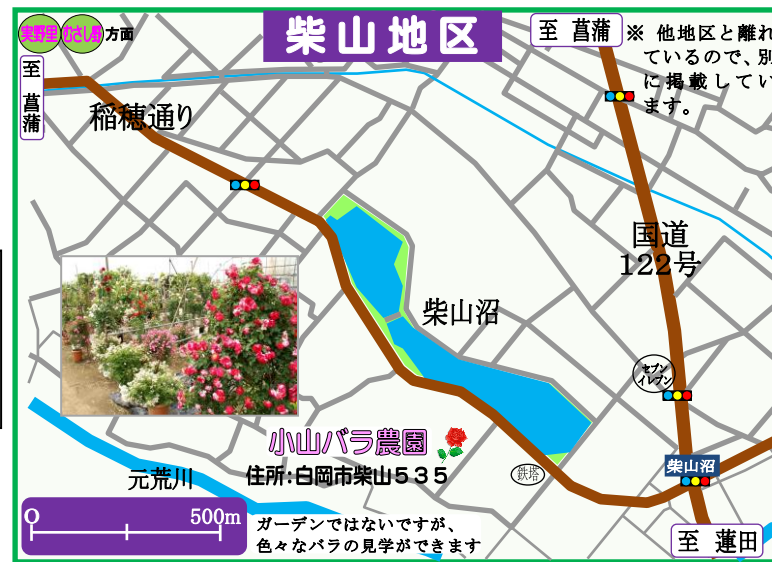 実野里 むさし野 方面
柴山地区
至 菖蒲
※ 他地区と離れ
ているので、別
に掲載してい
ます。
至 菖蒲
稲穂通り
国道
122号
柴山沼
セブン
イレブン
小山バラ農園
住所:白岡市柴山535
鉄塔
柴山沼
元荒川
0 500m
ガーデンではないですが、
色々なバラの見学ができます
至 蓮田